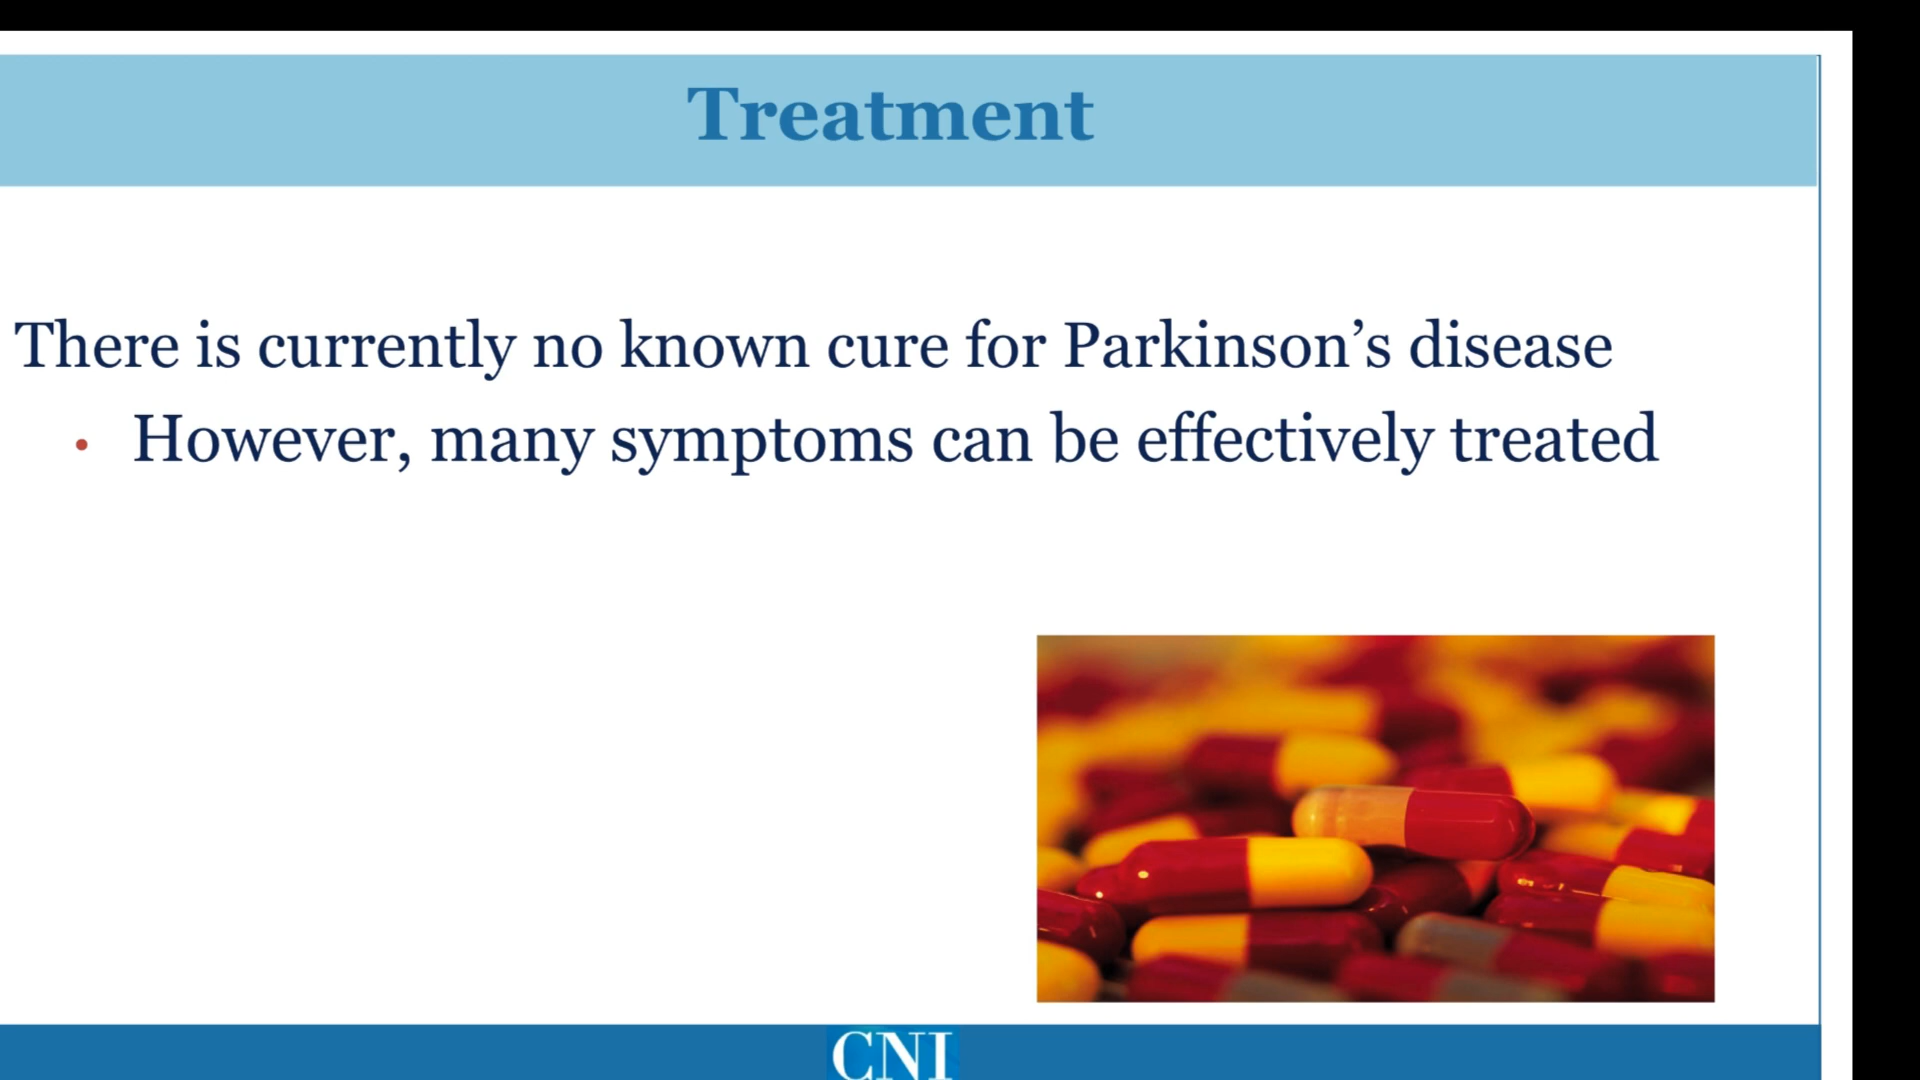 Treatment
There is currently no known cure for Parkinson’s disease
• However, many symptoms can be effectively treated
CNI